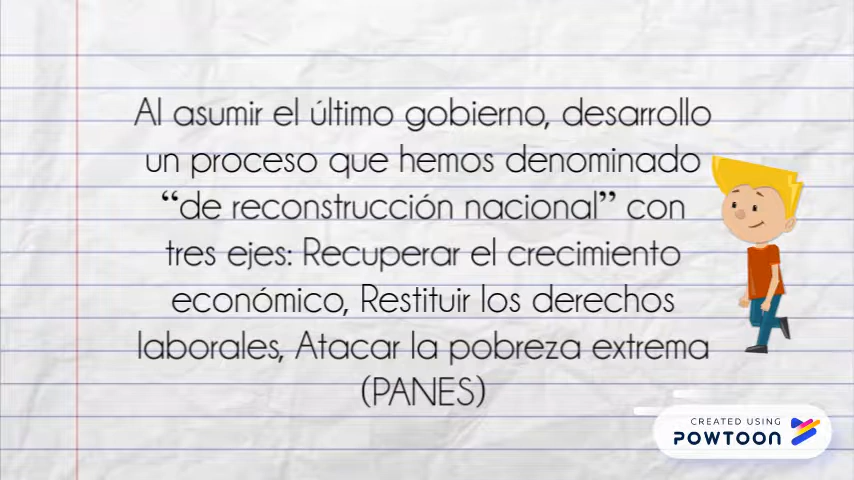 Al asumir el último gobierno, desarrollo
un proceso que hemos denominado
“de reconstrucción nacional” con
tres ejes: Recuperar el crecimiento
económico, Restituir los derechos
laborales, Atacar la pobreza extrema
(PANES)
CREATED USING
POWTOON